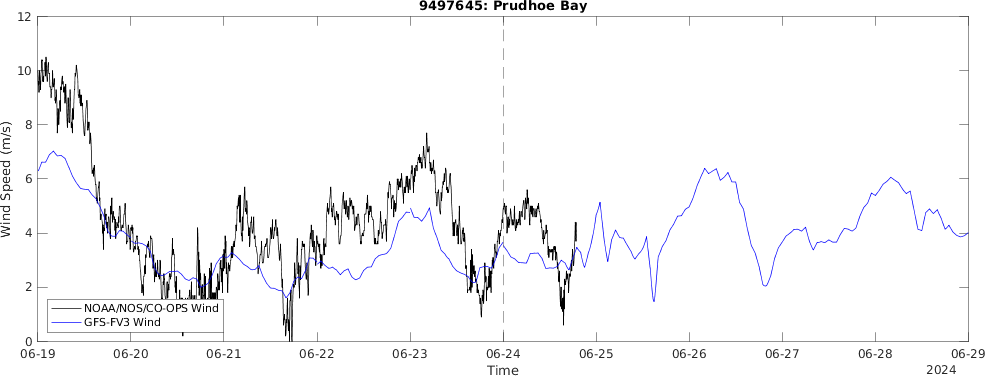 9497645: Prudhoe Bay
Wind Speed (m/s)
12
10
8
6
4
2
0
NOAA/NOS/CO-OPS Wind
GFS-FV3 Wind
06-19 06-20 06-21 06-22 06-23 06-24 06-25 06-26 06-27 06-28 06-29
Time
2024